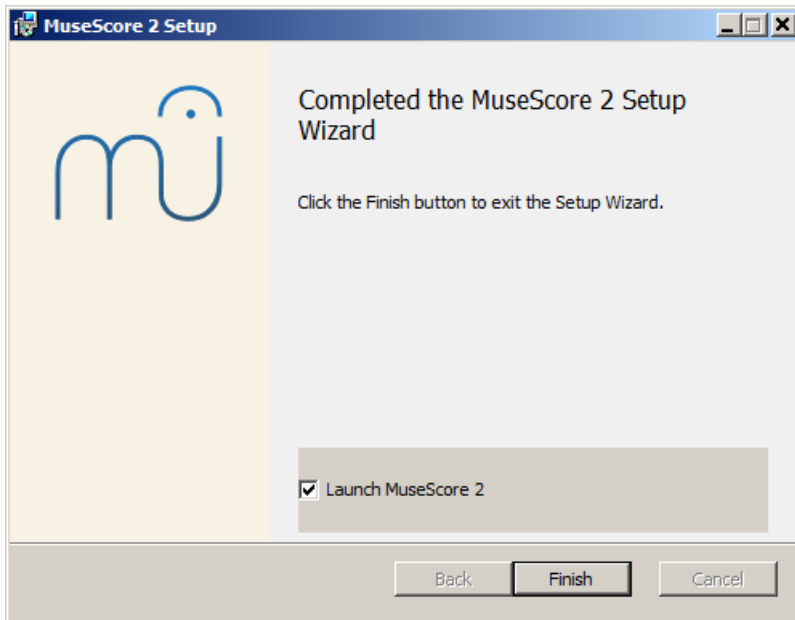 MuseScore 2 Setup
Completed the MuseScore 2 Setup
Wizard
Click the Finish button to exit the Setup Wizard.
Launch MuseScore 2
Back
Finish
Cancel